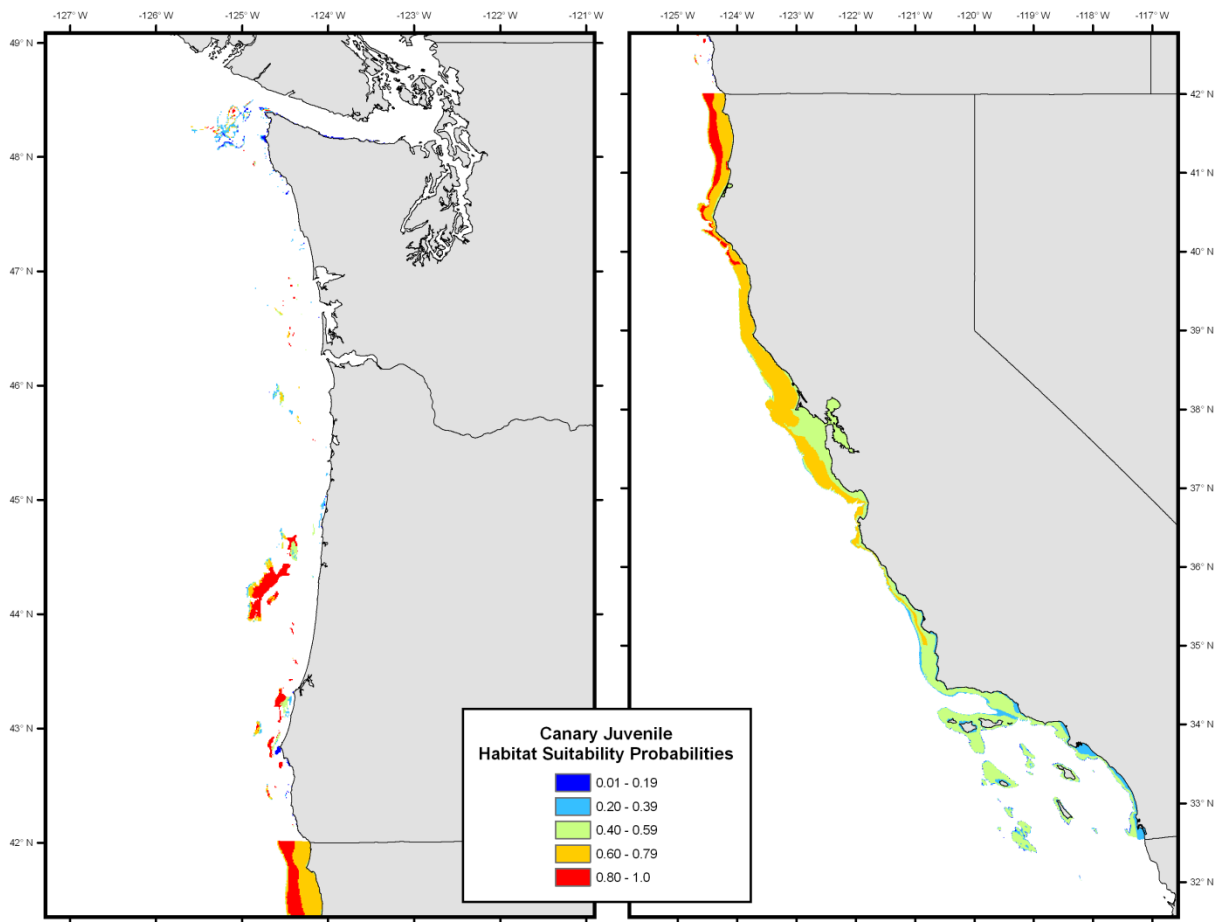 -127° W -126° W -125° W -124° W -123° W -122° W -121° W
-125° W -124° W -123° W -122° W -121° W -120° W -119° W -118° W -117° W
49° N
48° N
47° N
46° N
45° N
44° N
43° N
42° N
42° N
41° N
40° N
39° N
38° N
37° N
36° N
35° N
34° N
33° N
32° N
Canary Juvenile
Habitat Suitability Probabilities
0.01 - 0.19
0.20 - 0.39
0.40 - 0.59
0.60 - 0.79
0.80 - 1.0